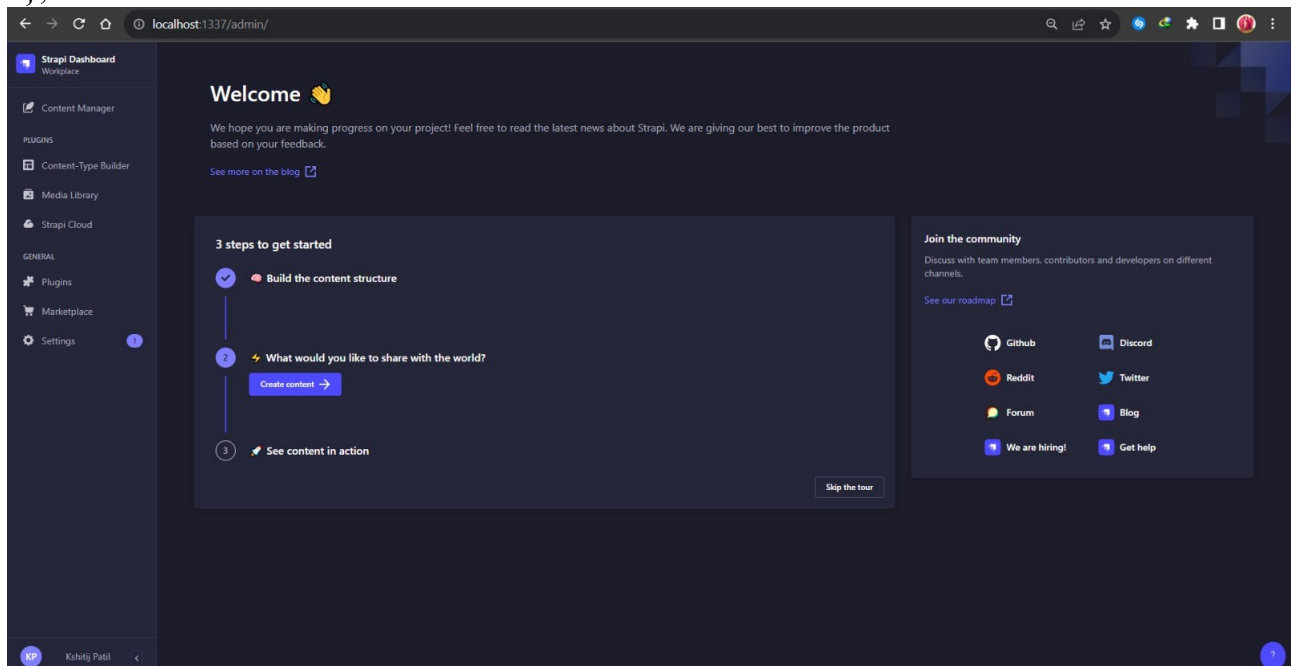 localhost:1337/admin/
Strapi Dashboard
Workplace
Content Manager
PLUGINS
Content-Type Builder
Media Library
Strapi Cloud
GENERAL
Plugins
Marketplace
Settings
1
KP
Kshitij Patil
Welcome 👋
We hope you are making progress on your project! Feel free to read the latest news about Strapi. We are giving our best to improve the product
based on your feedback.
See more on the blog
3 steps to get started
🧠 Build the content structure
2
⚡ What would you like to share with the world?
Create content →
3
🚀 See content in action
Skip the tour
Join the community
Discuss with team members, contributors and developers on different
channels.
See our roadmap
Github
Discord
Reddit
Twitter
Forum
Blog
We are hiring!
Get help
?